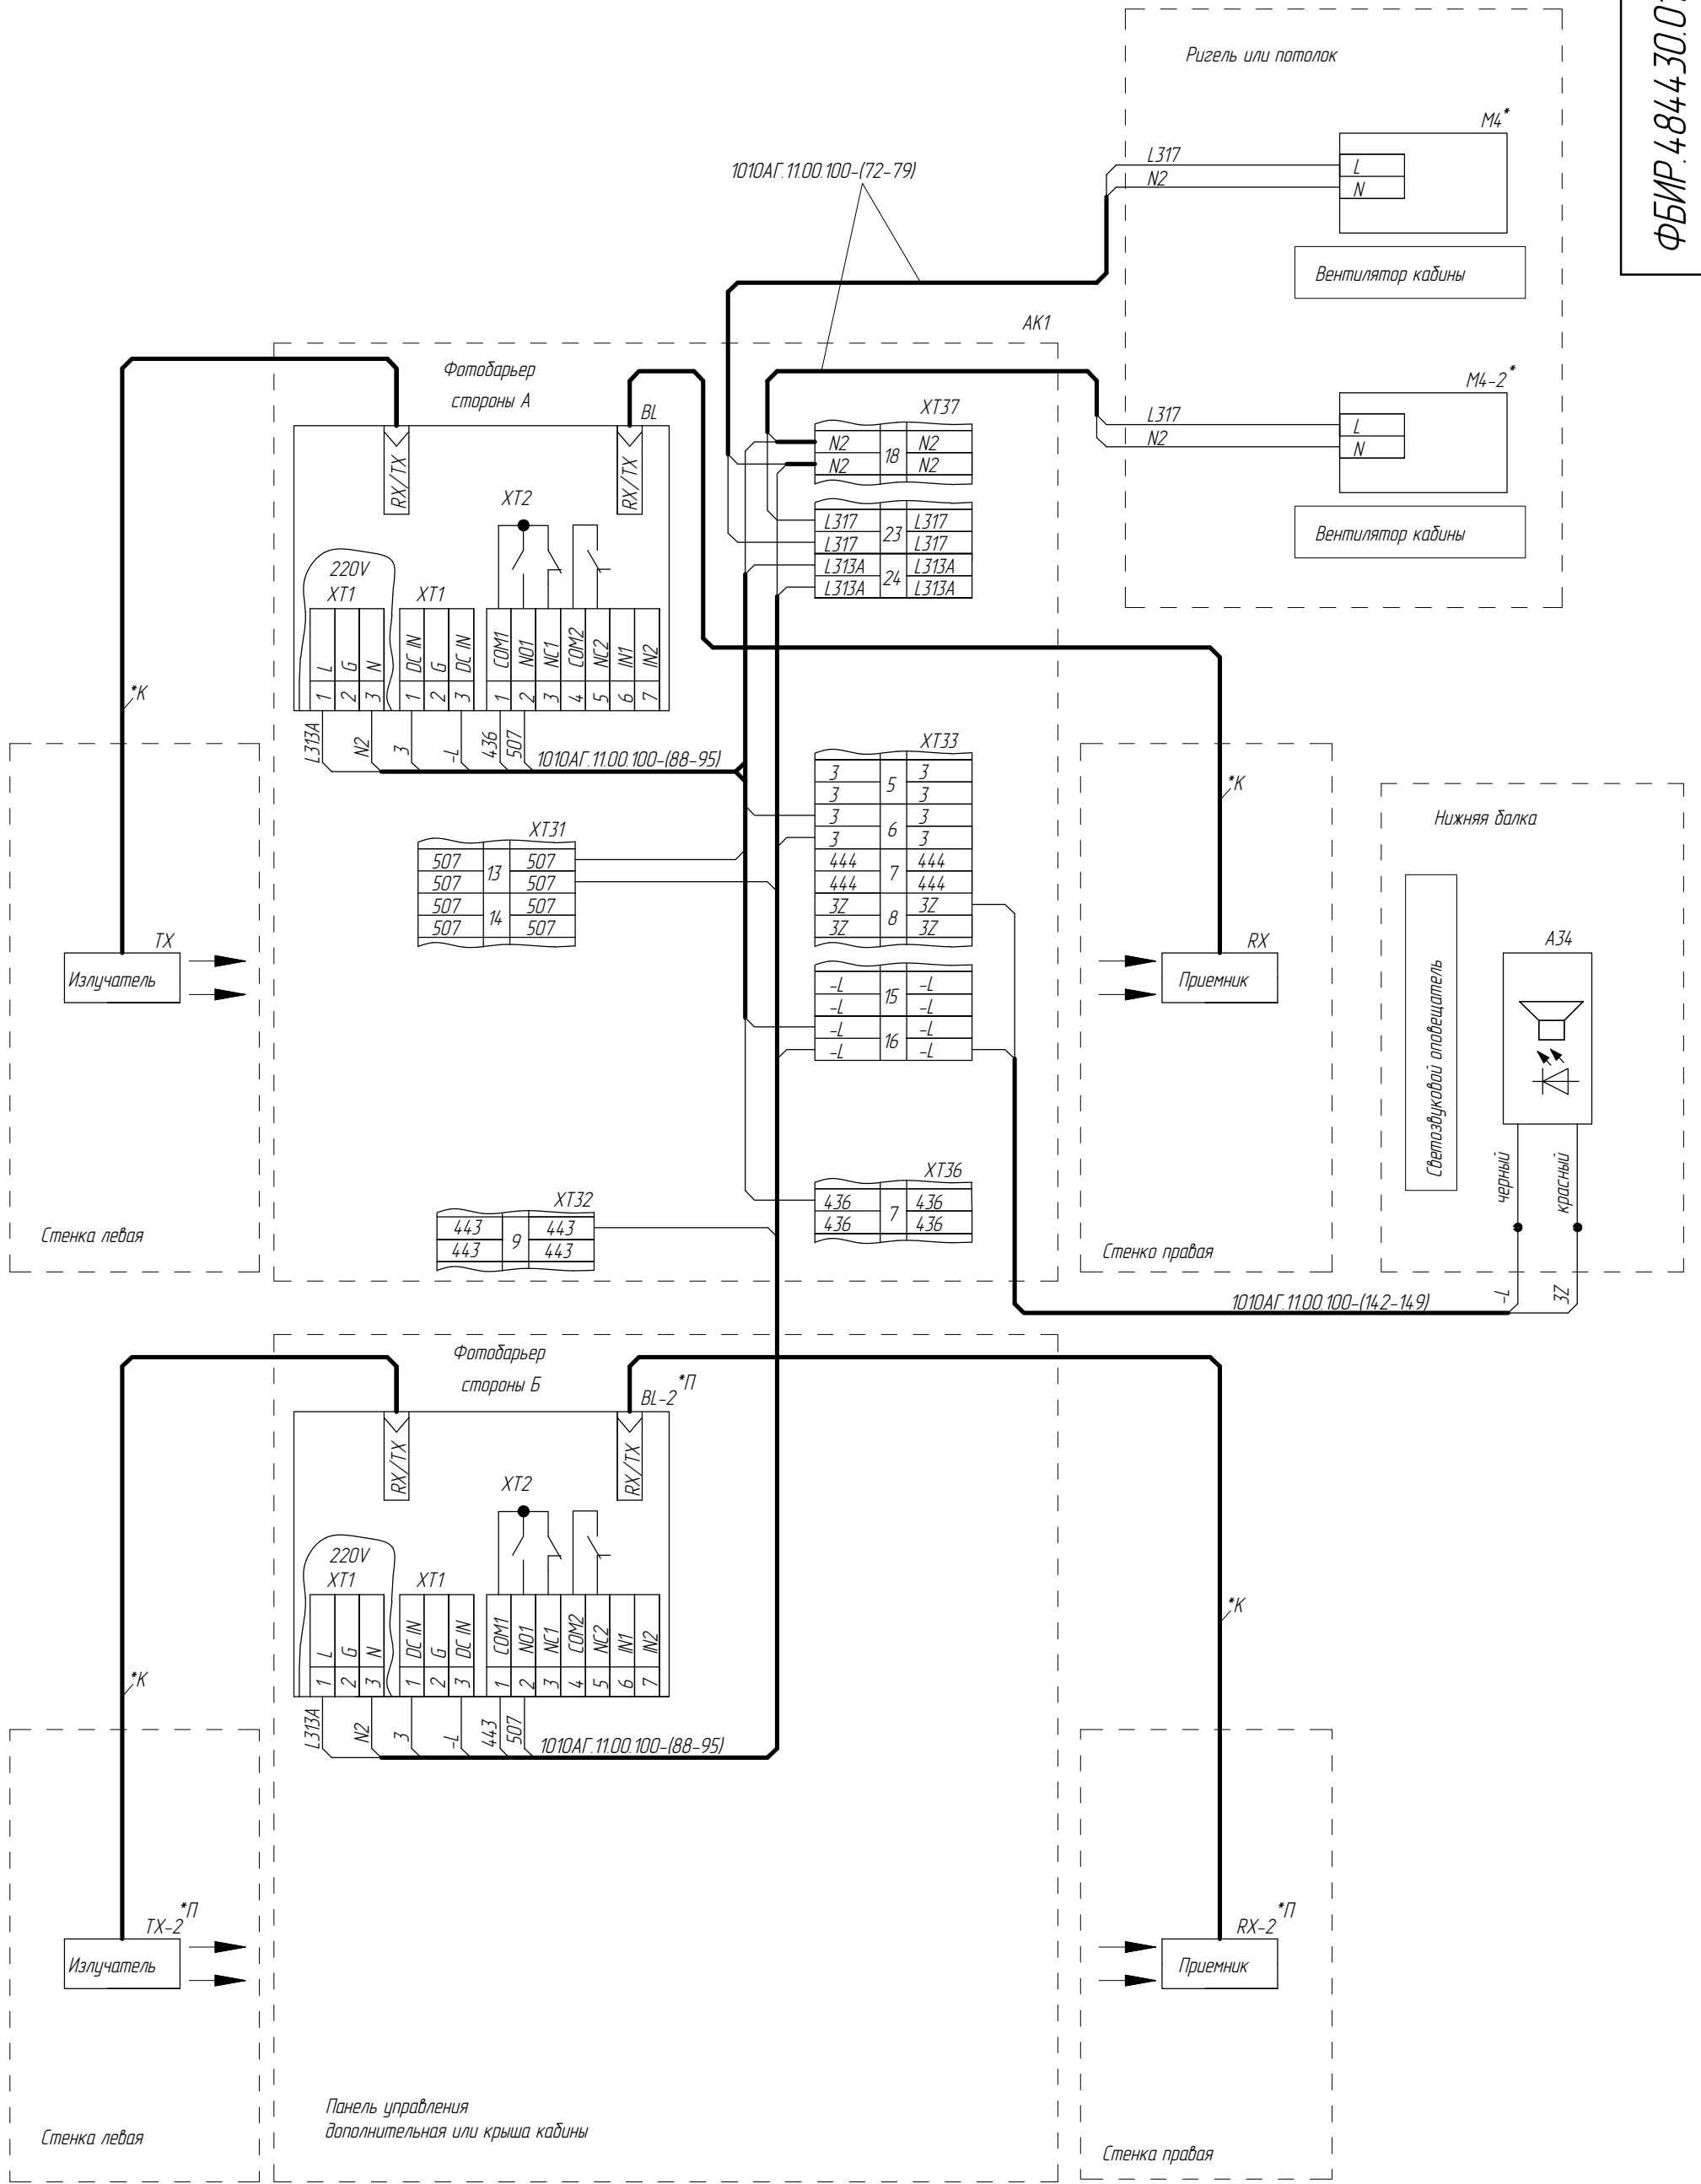 ФБИР.484430.01
Ригель или потолок
M4*
L317
N2
L
N
Вентилятор кабины
1010АГ.11.00.100-(72-79)
АК1
M4-2*
L317
N2
L
N
Вентилятор кабины
Фотобарьер
стороны А
BL
RX/TX
RX/TX
XT2
220V
XT1
XT1
L
G
N
DC IN
G
DC IN
COM1
NO1
NC1
COM2
NC2
IN1
IN2
1
2
3
1
2
3
1
2
3
4
5
6
7
L313A
N2
3
-L
436
507
1010АГ.11.00.100-(88-95)
XT37
N2 18 N2
N2 N2
L317 23 L317
L317 L317
L313A 24 L313A
L313A L313A
*К
*К
XT33
3 5 3
3 3
3 6 3
3 3
444 7 444
444 444
3Z 8 3Z
3Z 3Z
-L 15 -L
-L -L
-L 16 -L
-L -L
XT31
507 13 507
507 507
507 14 507
507 507
TX
Излучатель
RX
Приемник
Нижняя балка
Светозвуковой оповещатель
A34
черный
красный
-L
3Z
XT36
436 7 436
436 436
XT32
443 9 443
443 443
Стенка левая
Стенко правая
1010АГ.11.00.100-(142-149)
Фотобарьер
стороны Б
BL-2*П
RX/TX
RX/TX
XT2
220V
XT1
XT1
L
G
N
DC IN
G
DC IN
COM1
NO1
NC1
COM2
NC2
IN1
IN2
1
2
3
1
2
3
1
2
3
4
5
6
7
L313A
N2
3
-L
443
507
1010АГ.11.00.100-(88-95)
*К
*К
TX-2*П
Излучатель
RX-2*П
Приемник
Панель управления
дополнительная или крыша кабины
Стенка левая
Стенка правая